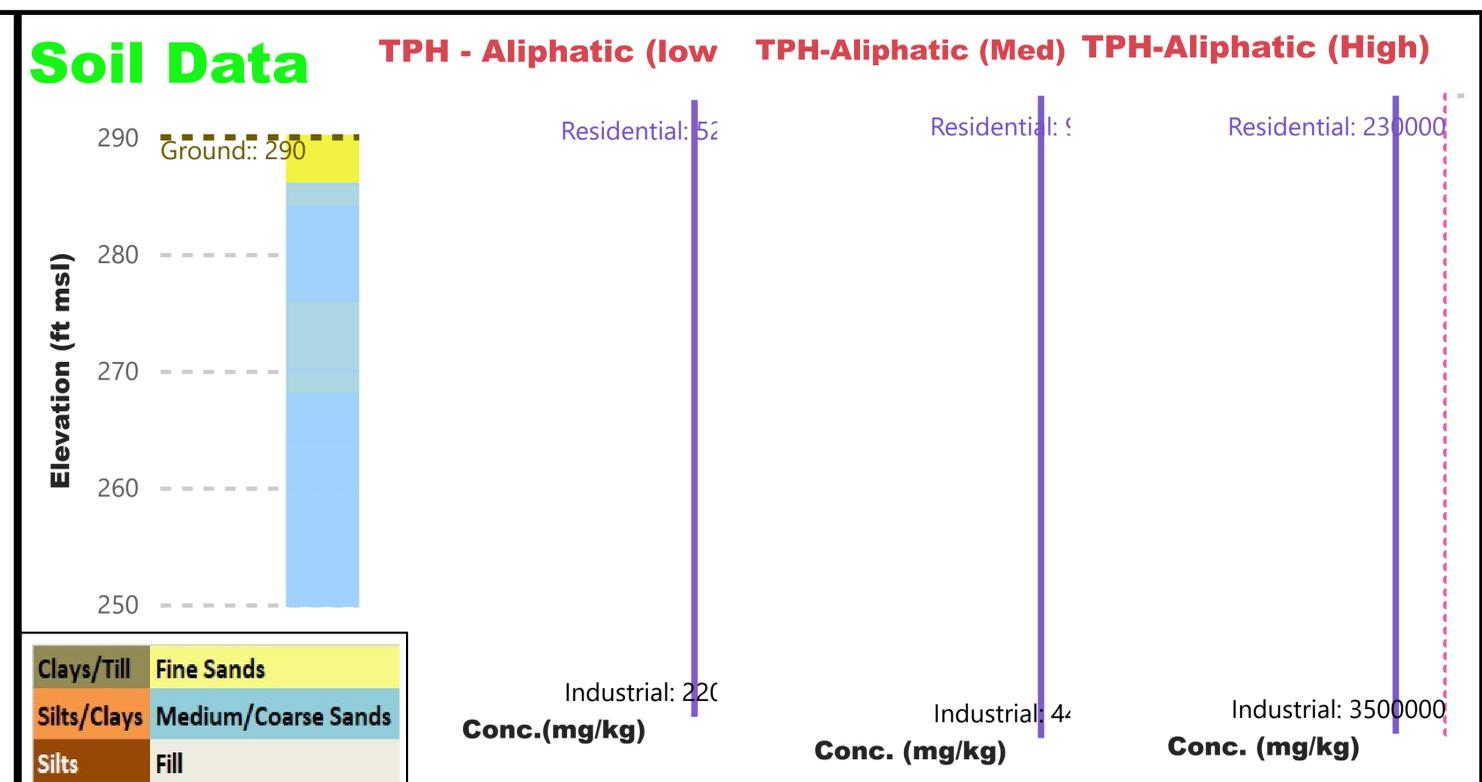 Soil Data
TPH - Aliphatic (low
TPH-Aliphatic (Med)
TPH-Aliphatic (High)
290
Ground:: 290
280
270
260
250
Elevation (ft msl)
Residential: 52
Industrial: 220
Conc.(mg/kg)
Residential: 9
Industrial: 44
Conc. (mg/kg)
Residential: 230000
Industrial: 3500000
Conc. (mg/kg)
Clays/Till Fine Sands
Silts/Clays Medium/Coarse Sands
Silts Fill